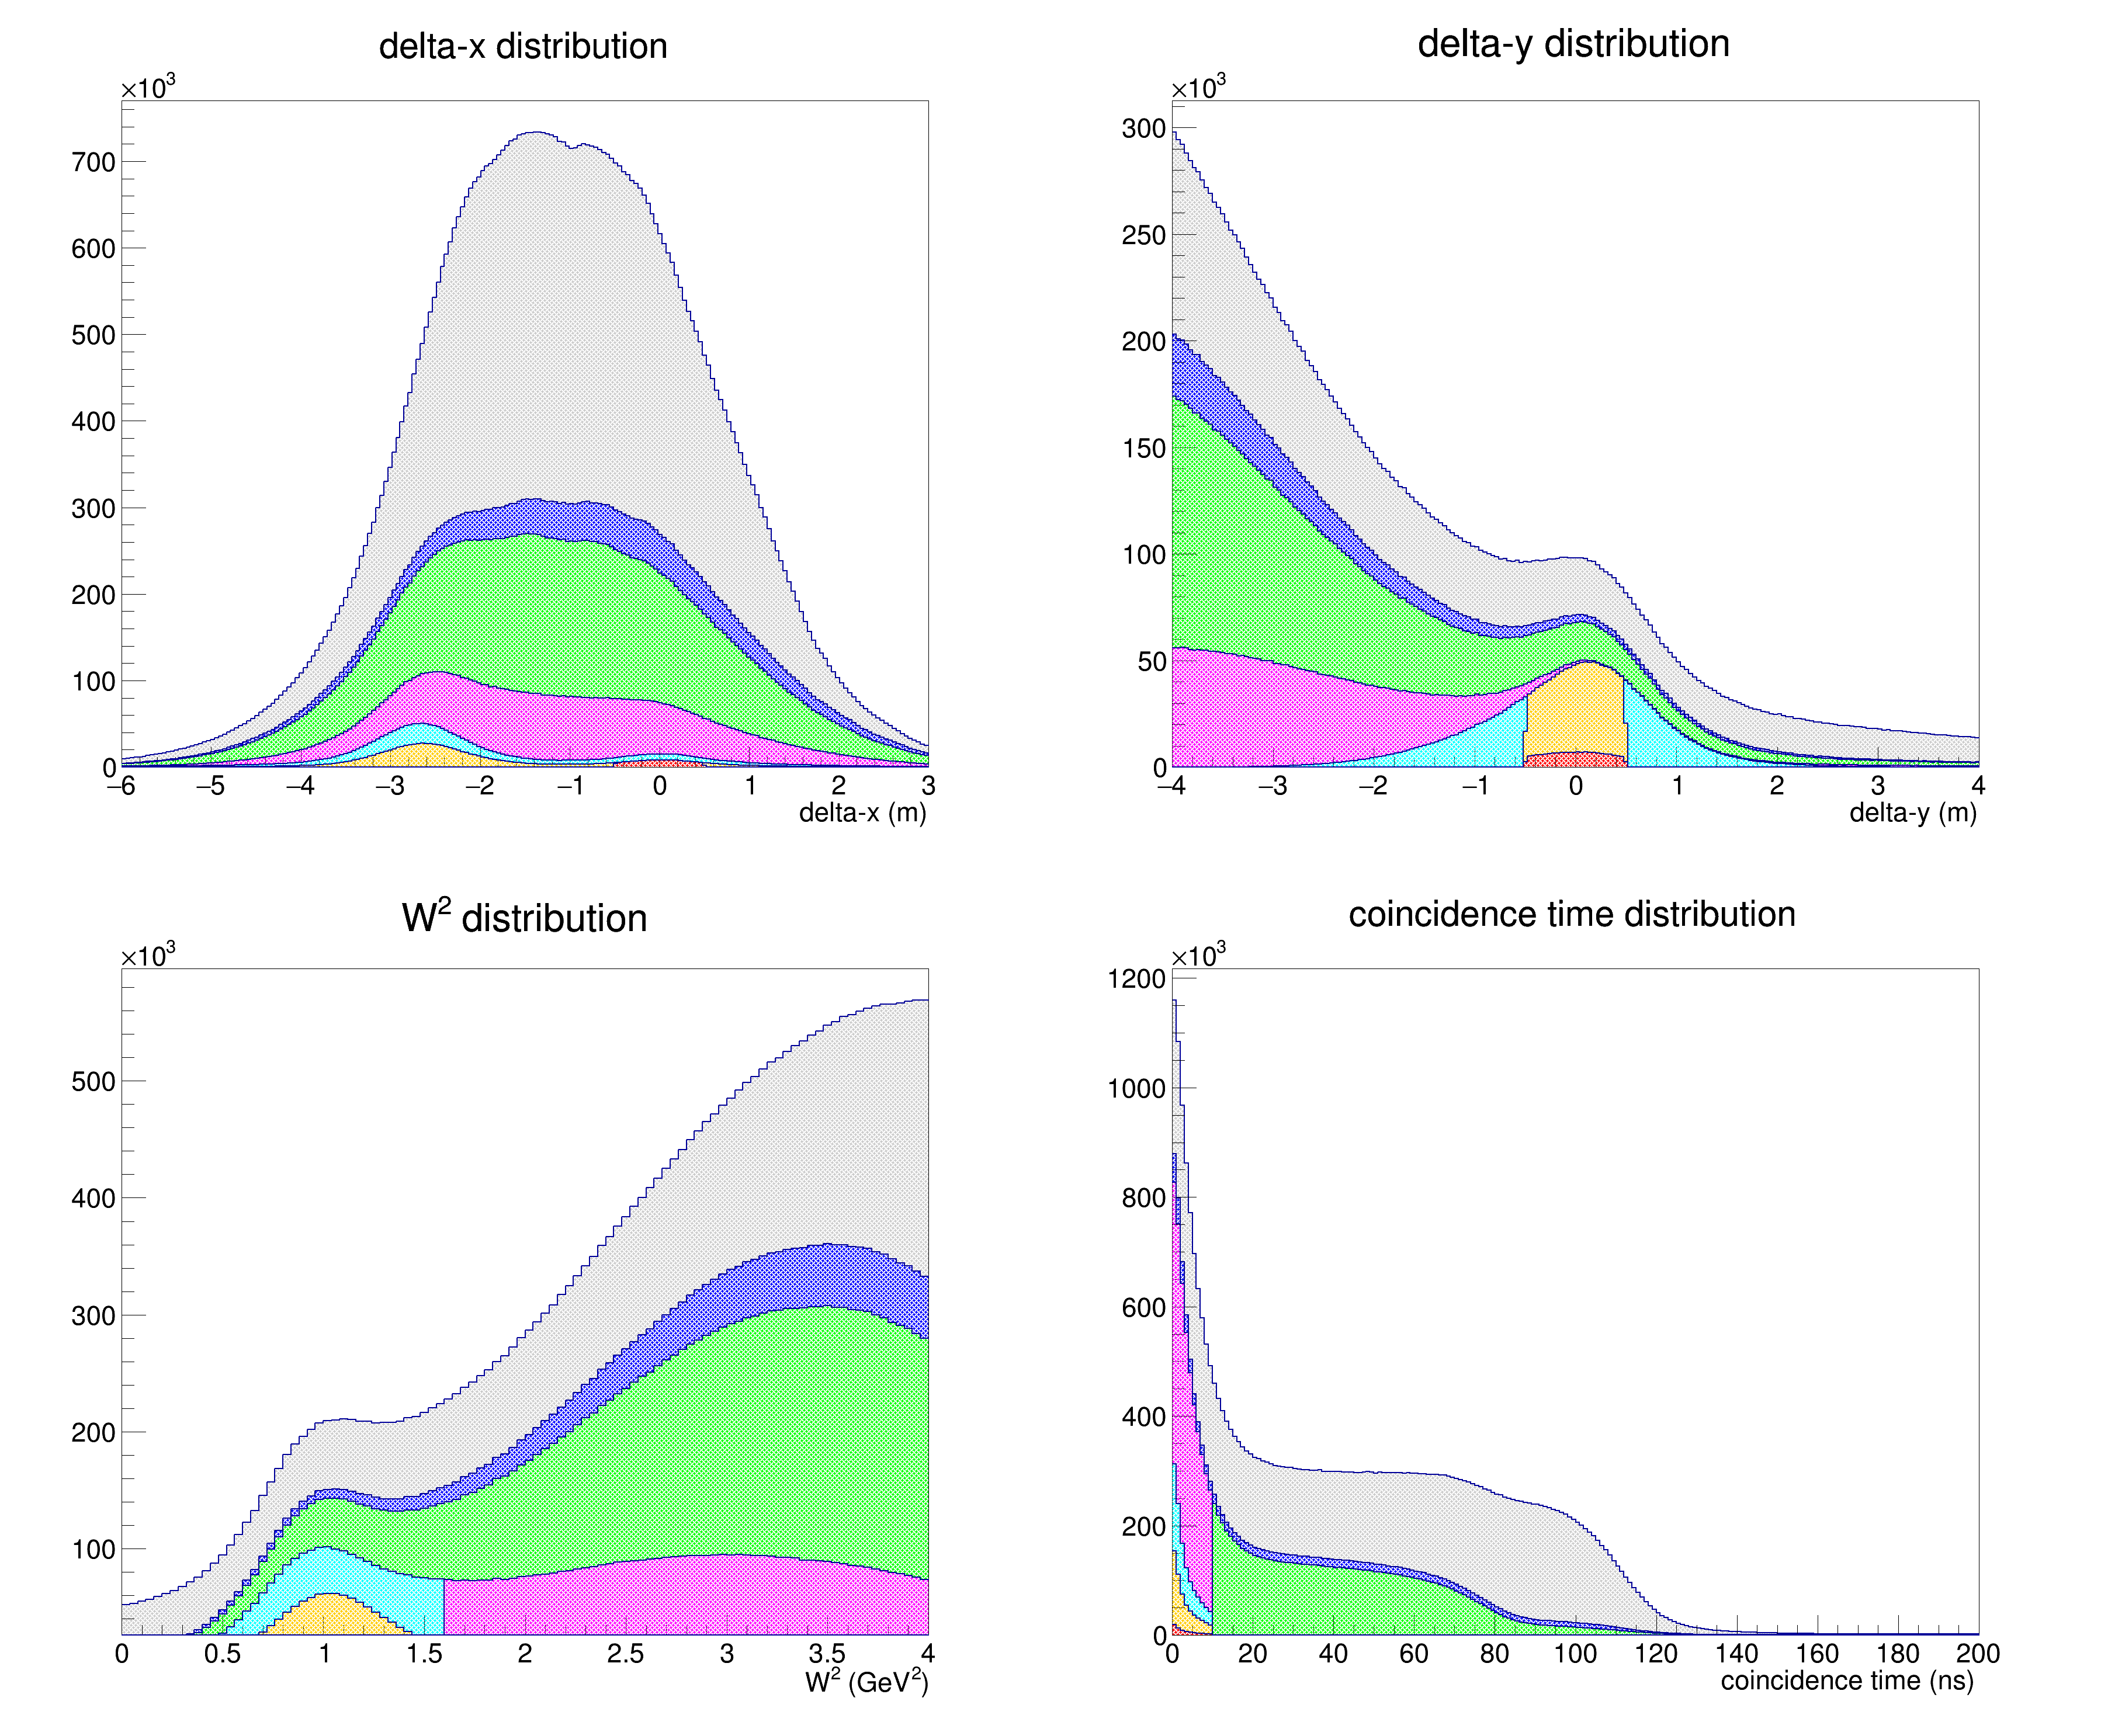 delta-x distribution
×10³
700
600
500
400
300
200
100
0
−6 −5 −4 −3 −2 −1 0 1 2 3
delta-x (m)
delta-y distribution
×10³
300
250
200
150
100
50
0
−4 −3 −2 −1 0 1 2 3 4
delta-y (m)
W² distribution
×10³
500
400
300
200
100
0 0.5 1 1.5 2 2.5 3 3.5 4
W² (GeV²)
coincidence time distribution
×10³
1200
1000
800
600
400
200
0
0 20 40 60 80 100 120 140 160 180 200
coincidence time (ns)